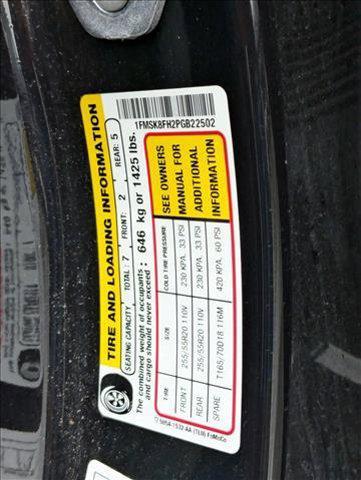 1FMSK8FH2PGB22502
TIRE AND LOADING INFORMATION
SEATING CAPACITY TOTAL: 7 FRONT: 2 REAR: 5
The combined weight of occupants and cargo should never exceed: 646 kg or 1425 lbs.
TIRE SIZE COLD TIRE PRESSURE
FRONT 255/55R20 110V 230 KPA, 33 PSI
REAR 255/55R20 110V 230 KPA, 33 PSI
SPARE T165/70D18 116M 420 KPA, 60 PSI
SEE OWNERS
MANUAL FOR
ADDITIONAL
INFORMATION
FoMoCo